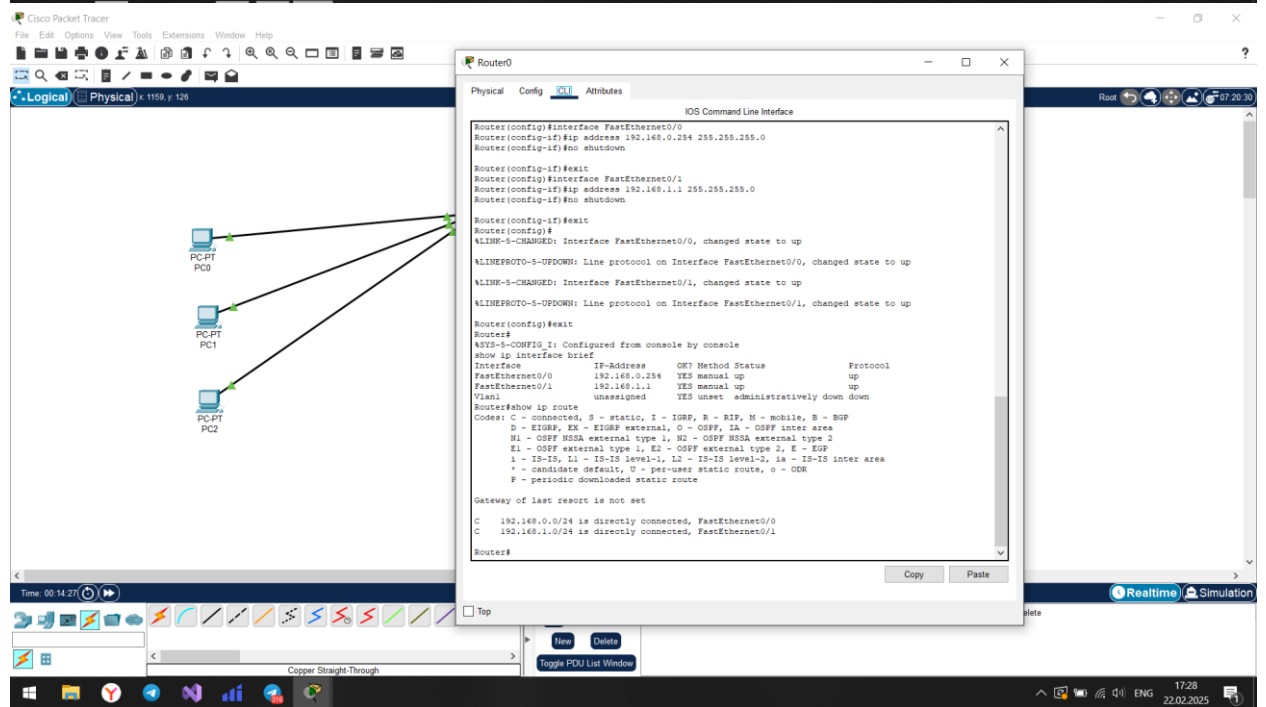 Cisco Packet Tracer
File Edit Options View Tools Extensions Window Help
?
Logical Physical x: 1159, y: 126
Root 07:20:30
PC-PT
PC0
PC-PT
PC1
PC-PT
PC2
Router0
Physical Config CLI Attributes
IOS Command Line Interface
Router(config)#interface FastEthernet0/0
Router(config-if)#ip address 192.168.0.254 255.255.255.0
Router(config-if)#no shutdown
Router(config-if)#exit
Router(config)#interface FastEthernet0/1
Router(config-if)#ip address 192.168.1.1 255.255.255.0
Router(config-if)#no shutdown
Router(config-if)#exit
Router(config)#
%LINK-5-CHANGED: Interface FastEthernet0/0, changed state to up
%LINEPROTO-5-UPDOWN: Line protocol on Interface FastEthernet0/0, changed state to up
%LINK-5-CHANGED: Interface FastEthernet0/1, changed state to up
%LINEPROTO-5-UPDOWN: Line protocol on Interface FastEthernet0/1, changed state to up
Router(config)#exit
Router#
%SYS-5-CONFIG_I: Configured from console by console
show ip interface brief
Interface IP-Address OK? Method Status Protocol
FastEthernet0/0 192.168.0.254 YES manual up up
FastEthernet0/1 192.168.1.1 YES manual up up
Vlan1 unassigned YES unset administratively down down
Router#show ip route
Codes: C - connected, S - static, I - IGRP, R - RIP, M - mobile, B - BGP
D - EIGRP, EX - EIGRP external, O - OSPF, IA - OSPF inter area
N1 - OSPF NSSA external type 1, N2 - OSPF NSSA external type 2
E1 - OSPF external type 1, E2 - OSPF external type 2, E - EGP
i - IS-IS, L1 - IS-IS level-1, L2 - IS-IS level-2, ia - IS-IS inter area
* - candidate default, U - per-user static route, o - ODR
P - periodic downloaded static route
Gateway of last resort is not set
C 192.168.0.0/24 is directly connected, FastEthernet0/0
C 192.168.1.0/24 is directly connected, FastEthernet0/1
Router#
Copy Paste
Top
Time: 00:14:27
Realtime Simulation
elete
New Delete
Toggle PDU List Window
Copper Straight-Through
ENG
17:28
22.02.2025